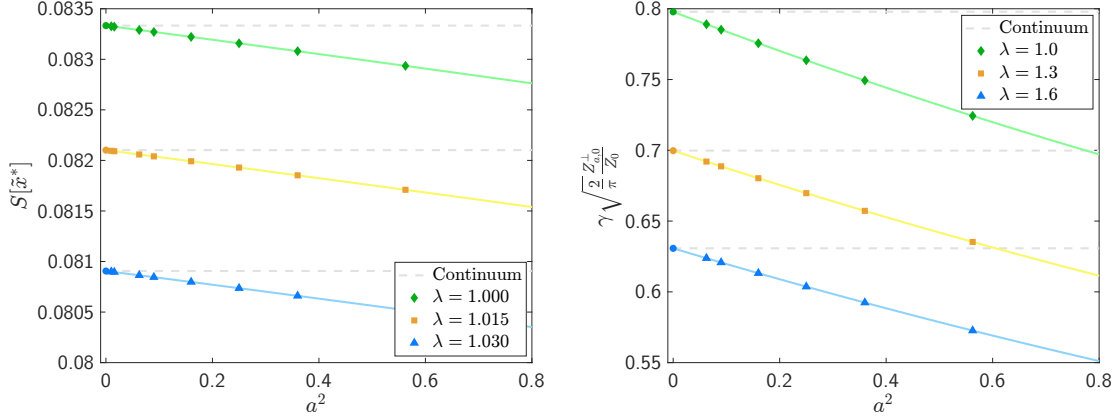 0.0835
0.083
0.0825
0.082
0.0815
0.081
0.0805
0.08
S[x̃*]
0 0.2 0.4 0.6 0.8
a²
Continuum
λ = 1.000
λ = 1.015
λ = 1.030
0.8
0.75
0.7
0.65
0.6
0.55
γ√(2/π) Z⊥a,0/Z0
0 0.2 0.4 0.6 0.8
a²
Continuum
λ = 1.0
λ = 1.3
λ = 1.6